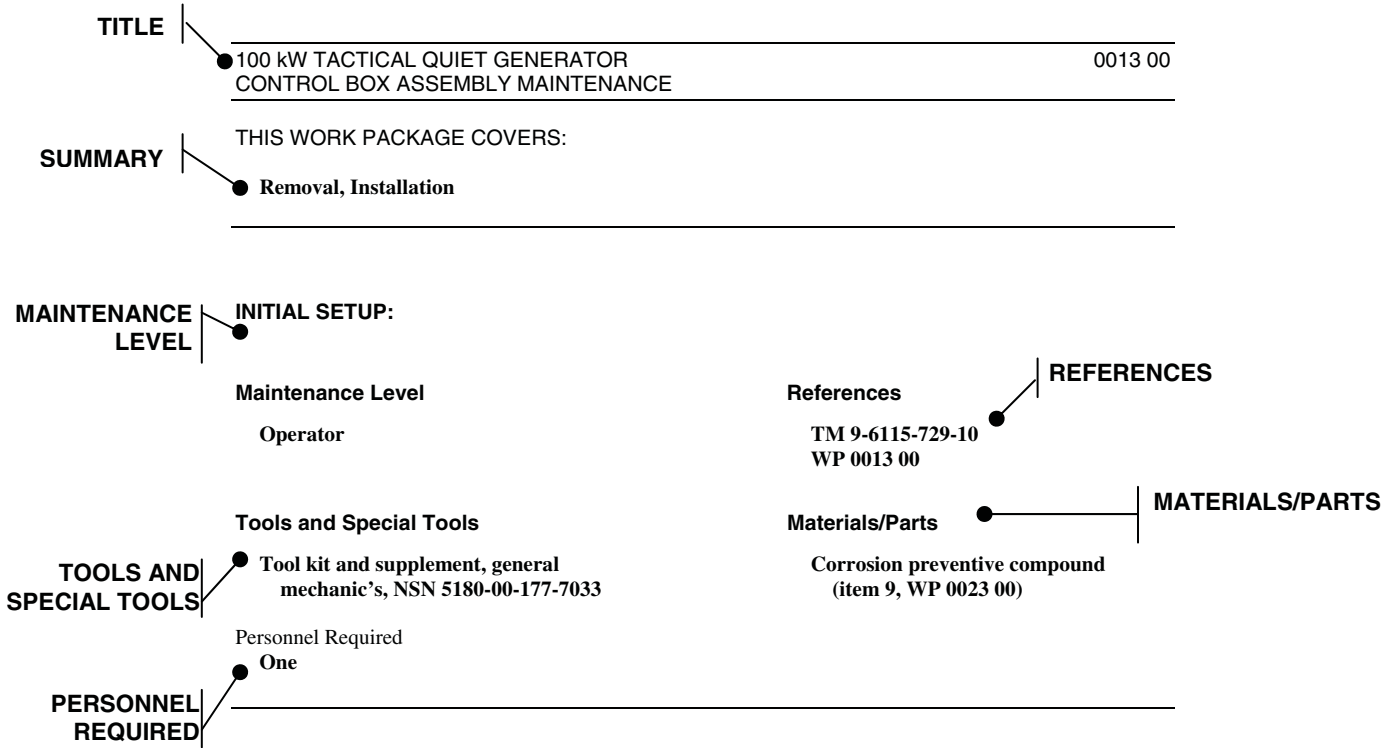 TITLE
100 kW TACTICAL QUIET GENERATOR 0013 00
CONTROL BOX ASSEMBLY MAINTENANCE
THIS WORK PACKAGE COVERS:
SUMMARY
Removal, Installation
MAINTENANCE
LEVEL
INITIAL SETUP:
REFERENCES
Maintenance Level
Operator
References
TM 9-6115-729-10
WP 0013 00
MATERIALS/PARTS
Tools and Special Tools
Tool kit and supplement, general
mechanic's, NSN 5180-00-177-7033
Materials/Parts
Corrosion preventive compound
(item 9, WP 0023 00)
TOOLS AND
SPECIAL TOOLS
Personnel Required
One
PERSONNEL
REQUIRED